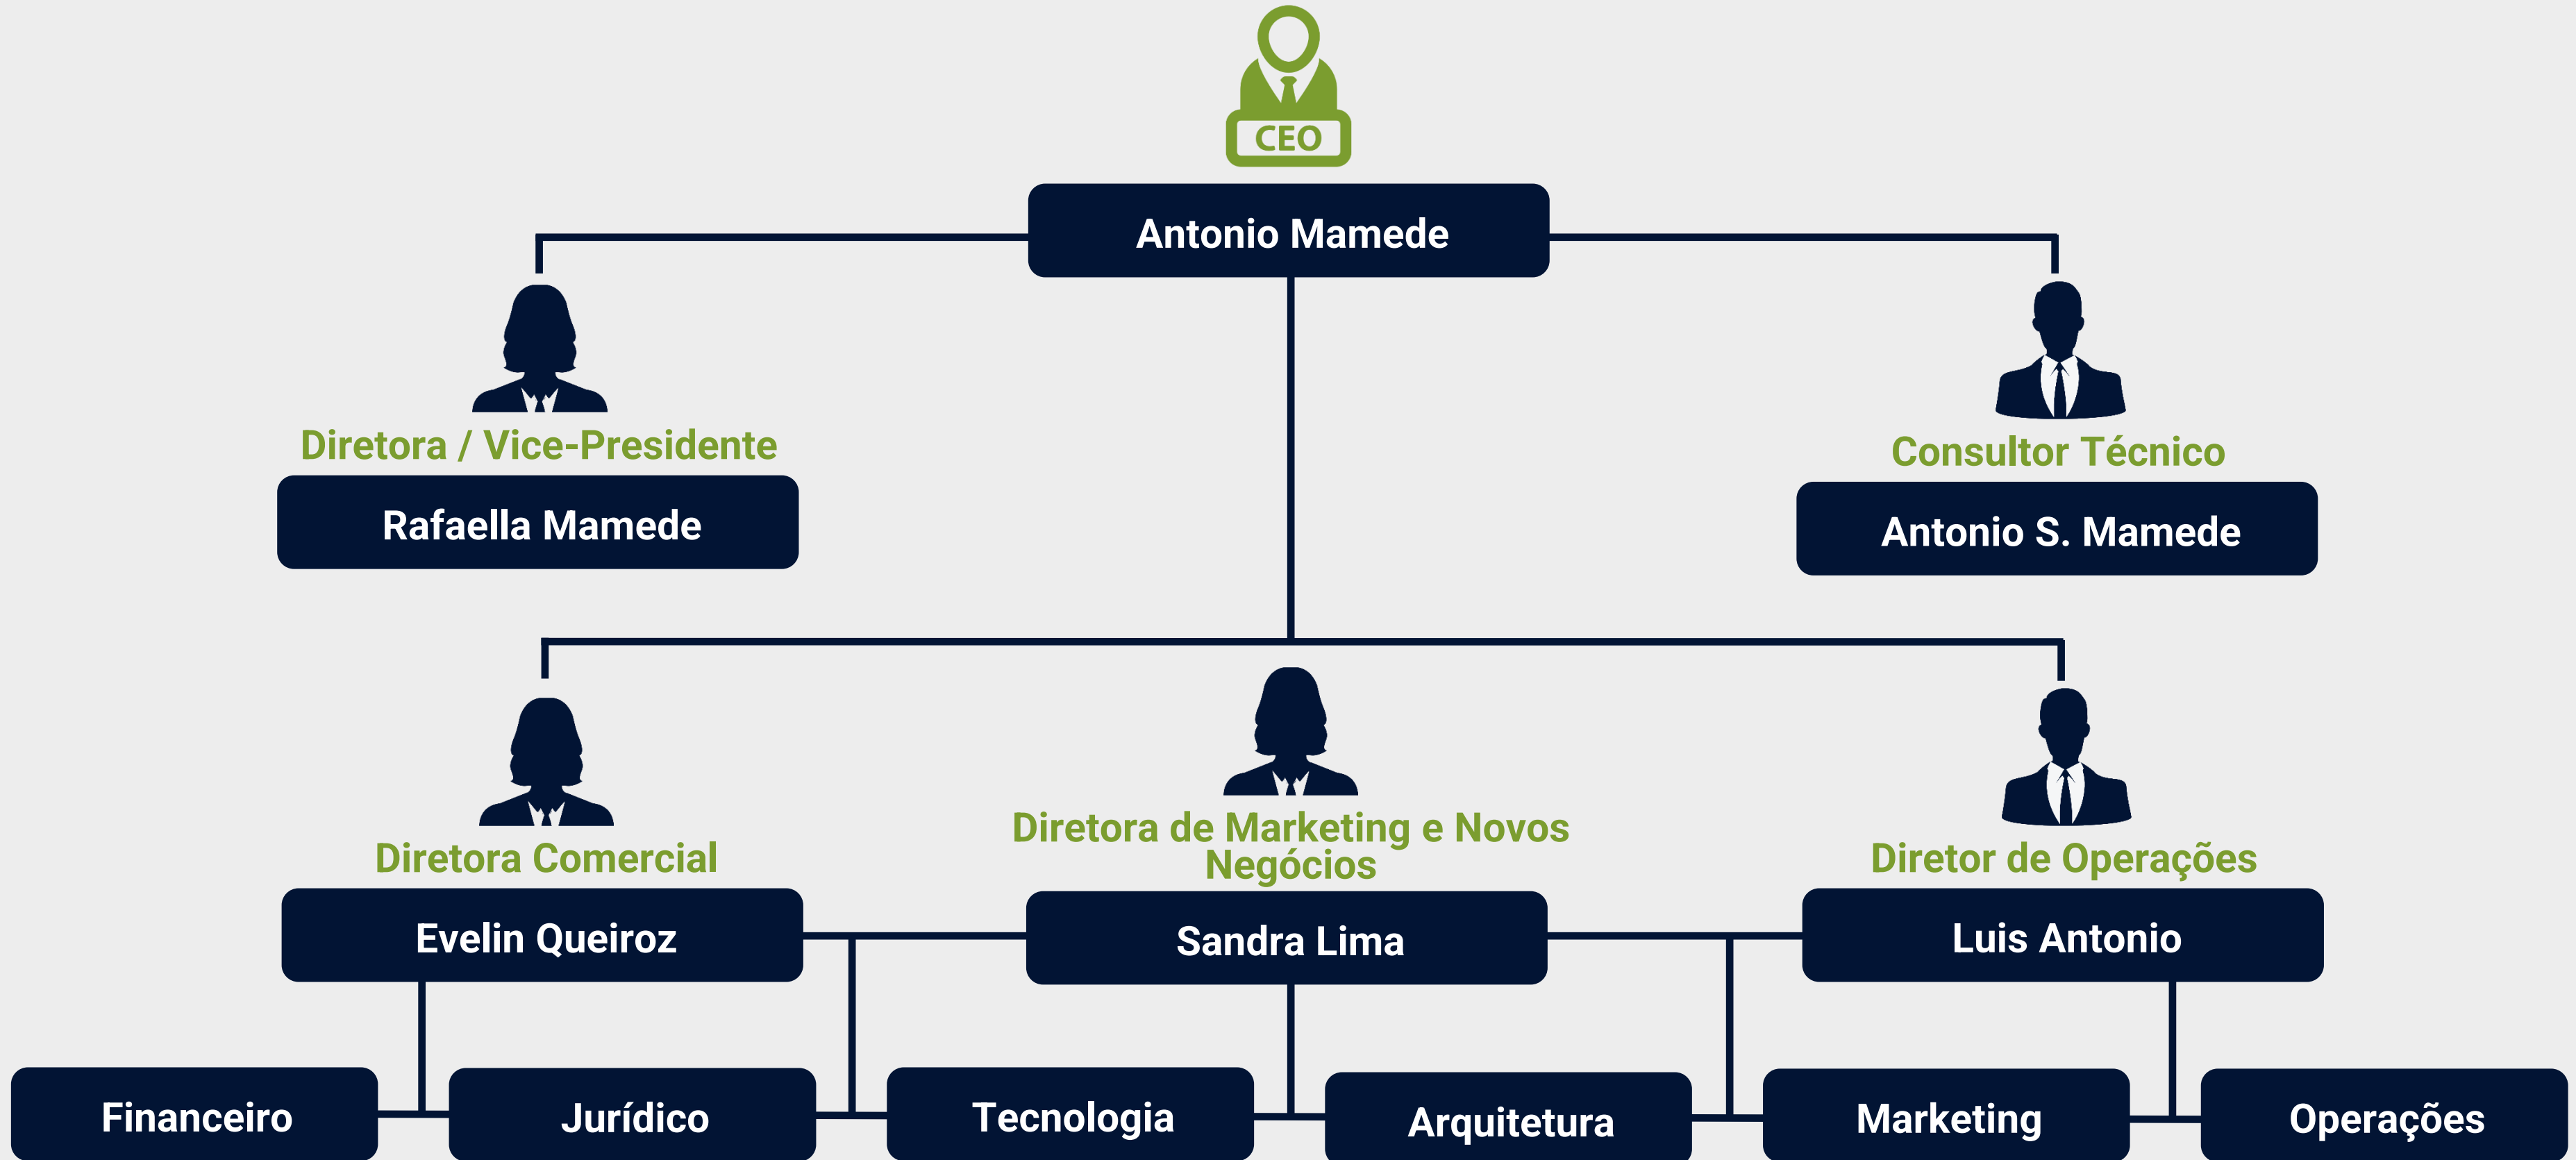 CEO
Antonio Mamede
Diretora / Vice-Presidente
Rafaella Mamede
Consultor Técnico
Antonio S. Mamede
Diretora Comercial
Evelin Queiroz
Diretora de Marketing e Novos
Negócios
Sandra Lima
Diretor de Operações
Luis Antonio
Financeiro
Jurídico
Tecnologia
Arquitetura
Marketing
Operações